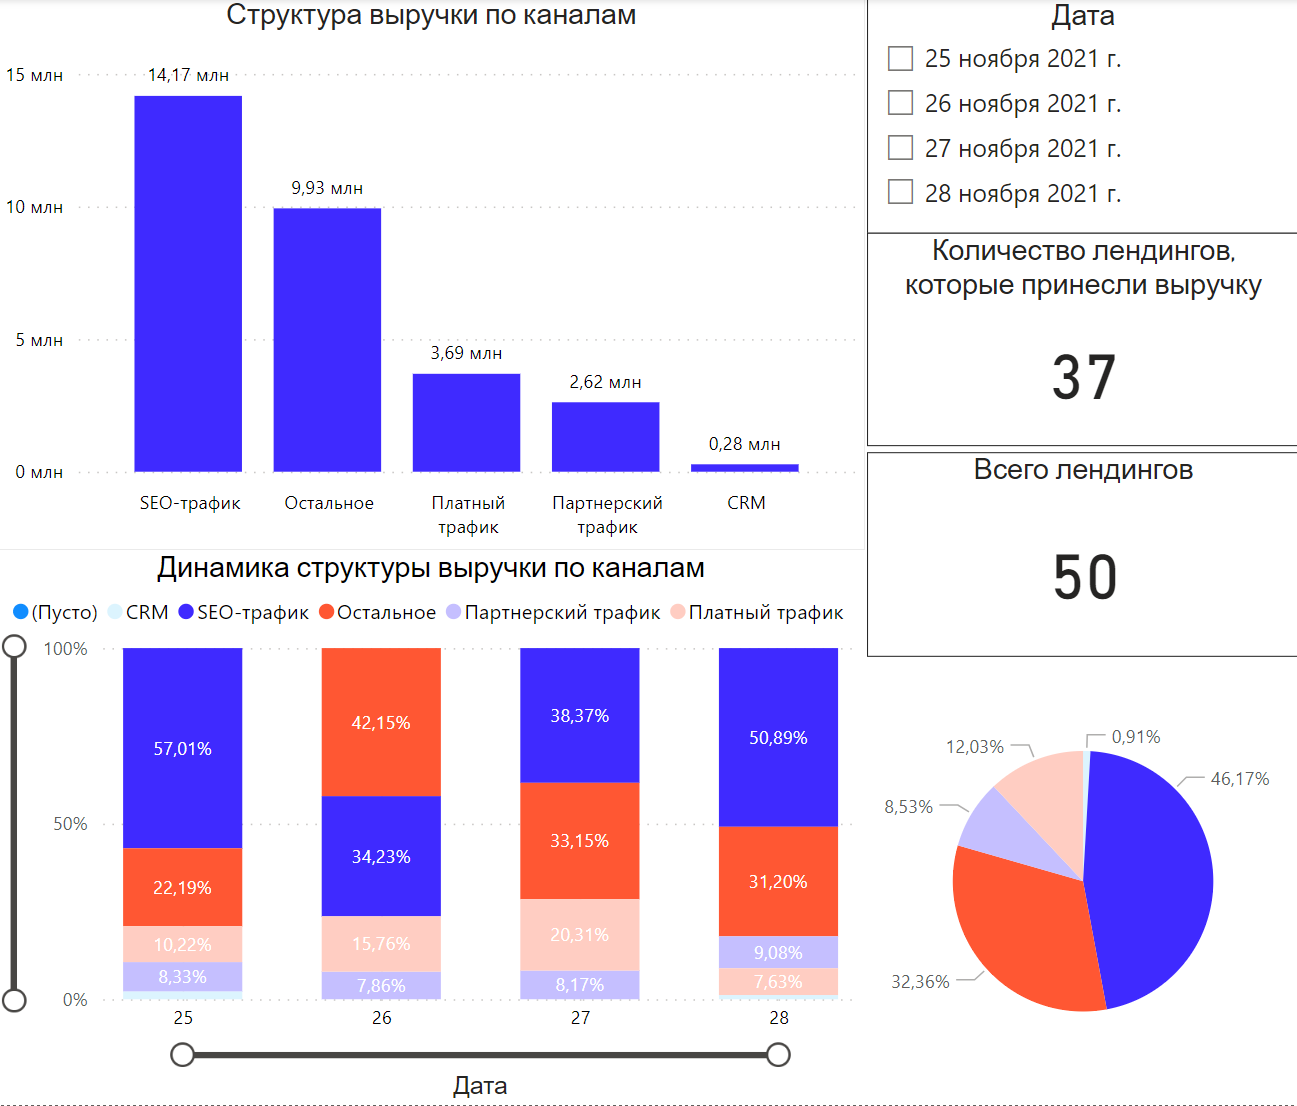 Структура выручки по каналам
15 млн
10 млн
5 млн
0 млн
14,17 млн
9,93 млн
3,69 млн
2,62 млн
0,28 млн
SEO-трафик
Остальное
Платный
трафик
Партнерский
трафик
CRM
Дата
25 ноября 2021 г.
26 ноября 2021 г.
27 ноября 2021 г.
28 ноября 2021 г.
Количество лендингов,
которые принесли выручку
37
Всего лендингов
50
Динамика структуры выручки по каналам
(Пусто) CRM SEO-трафик Остальное Партнерский трафик Платный трафик
100%
50%
0%
57,01%
22,19%
10,22%
8,33%
42,15%
34,23%
15,76%
7,86%
38,37%
33,15%
20,31%
8,17%
50,89%
31,20%
9,08%
7,63%
25 26 27 28
Дата
0,91%
46,17%
32,36%
8,53%
12,03%